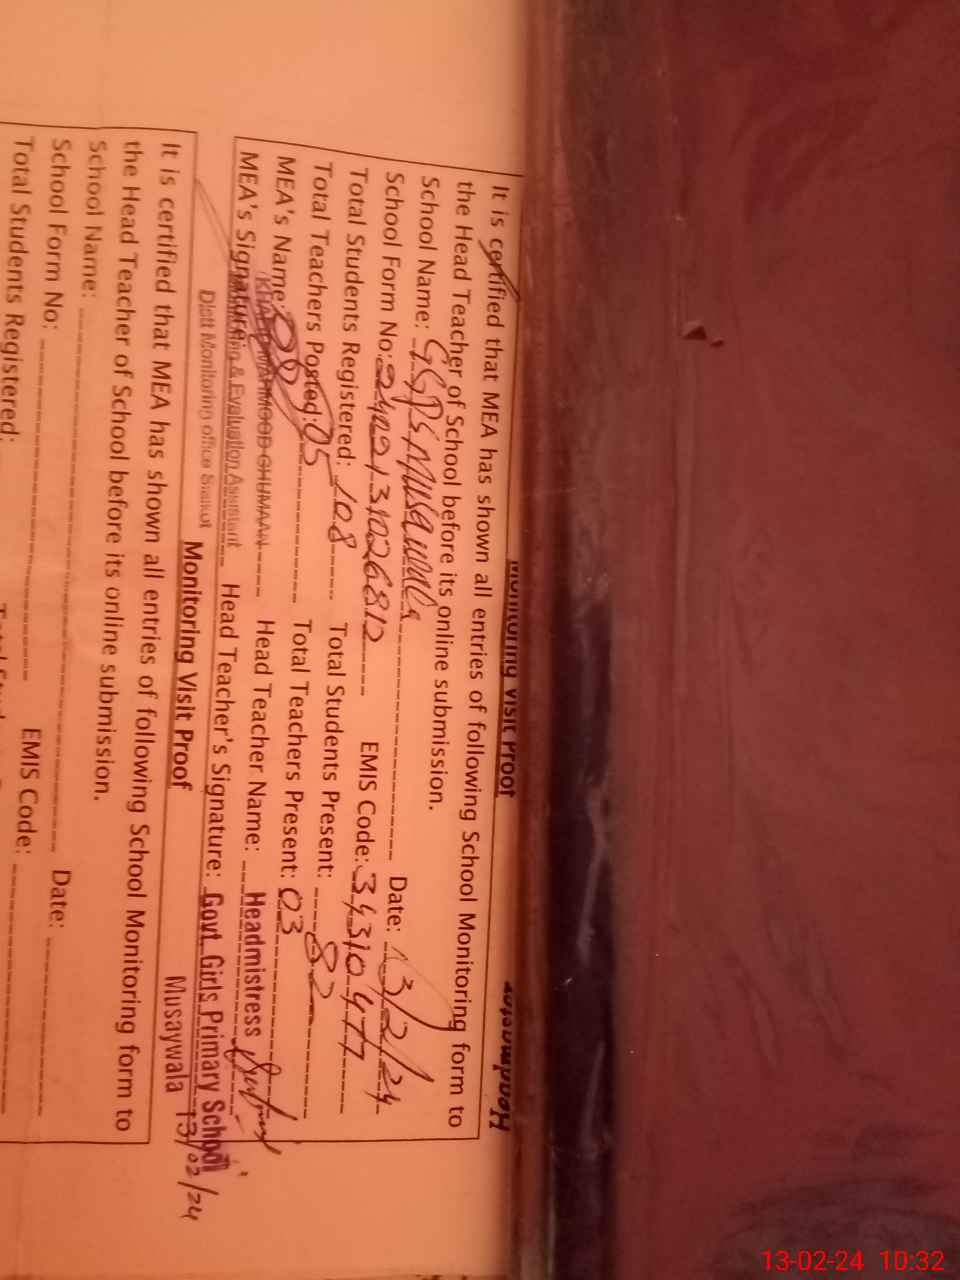 Monitoring Visit Proof
It is certified that MEA has shown all entries of following School Monitoring form to
the Head Teacher of School before its online submission.
School Name: GGPS Musawala Date: 13/2/24
School Form No: EMIS Code: 34310477
Total Students Registered: 108 Total Students Present: 82
Total Teachers Posted: 05 Total Teachers Present: 03
MEA's Name: Head Teacher Name: Headmistress
MEA's Signature: Head Teacher's Signature: Govt. Girls Primary School
Monitoring & Evaluation Assistant
Distt Monitoring office Sialkot
Musaywala 13/02/24
Monitoring Visit Proof
It is certified that MEA has shown all entries of following School Monitoring form to
the Head Teacher of School before its online submission.
School Name: Date:
School Form No: EMIS Code:
Total Students Registered:
13-02-24 10:32